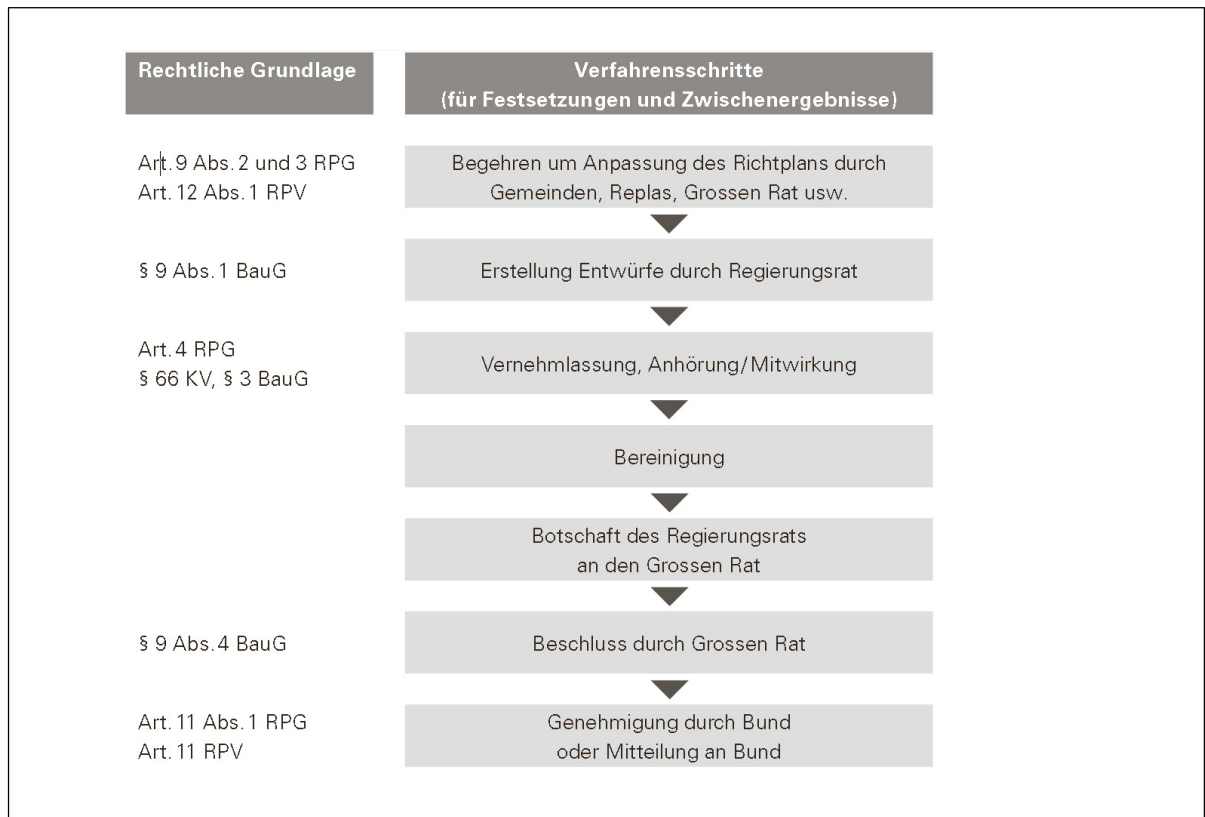 Rechtliche Grundlage
Verfahrensschritte
(für Festsetzungen und Zwischenergebnisse)
Art. 9 Abs. 2 und 3 RPG
Art. 12 Abs. 1 RPV
Begehren um Anpassung des Richtplans durch
Gemeinden, Replas, Grossen Rat usw.
§ 9 Abs. 1 BauG
Erstellung Entwürfe durch Regierungsrat
Art. 4 RPG
§ 66 KV, § 3 BauG
Vernehmlassung, Anhörung/Mitwirkung
Bereinigung
Botschaft des Regierungsrats
an den Grossen Rat
§ 9 Abs. 4 BauG
Beschluss durch Grossen Rat
Art. 11 Abs. 1 RPG
Art. 11 RPV
Genehmigung durch Bund
oder Mitteilung an Bund